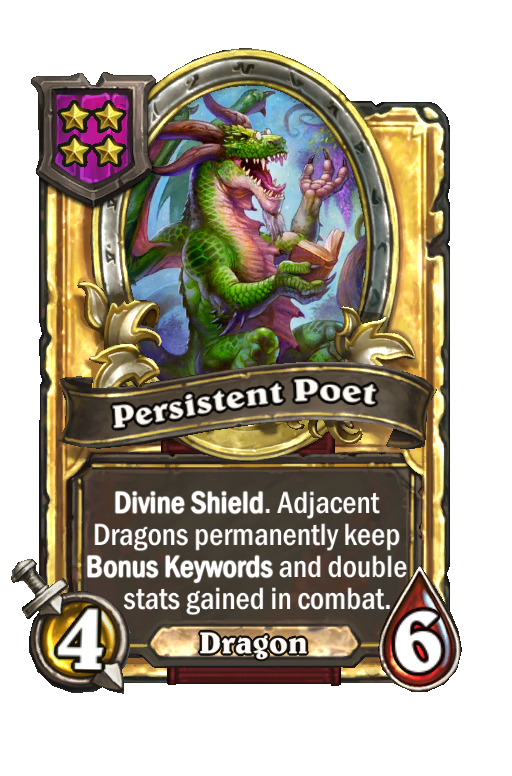 Persistent Poet
Divine Shield. Adjacent
Dragons permanently keep
Bonus Keywords and double
stats gained in combat.
4
Dragon
6